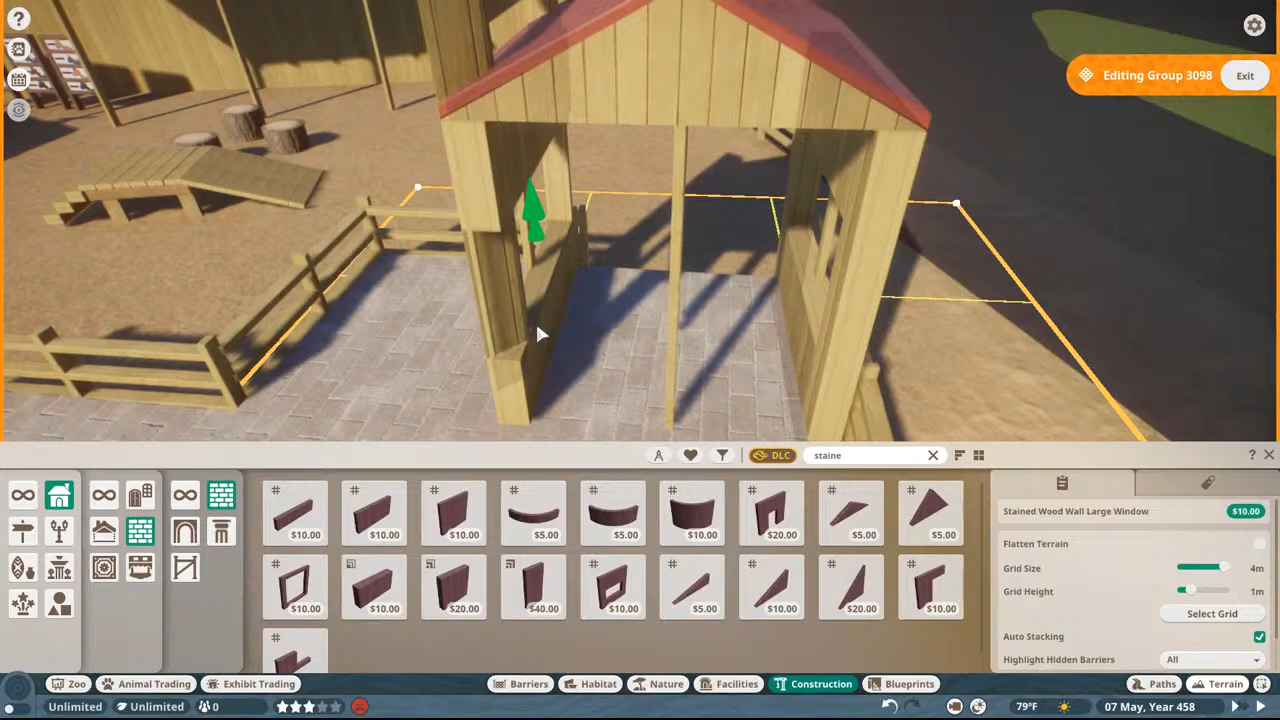 ?
Editing Group 3098
Exit
DLC
staine
?
$10.00
$10.00
$10.00
$5.00
$5.00
$10.00
$20.00
$5.00
$5.00
$10.00
$10.00
$20.00
$40.00
$10.00
$5.00
$10.00
$20.00
$10.00
Stained Wood Wall Large Window
$10.00
Flatten Terrain
Grid Size
4m
Grid Height
1m
Select Grid
Auto Stacking
Highlight Hidden Barriers
All
Zoo
Animal Trading
Exhibit Trading
Barriers
Habitat
Nature
Facilities
Construction
Blueprints
Paths
Terrain
Unlimited
Unlimited
0
79°F
07 May, Year 458